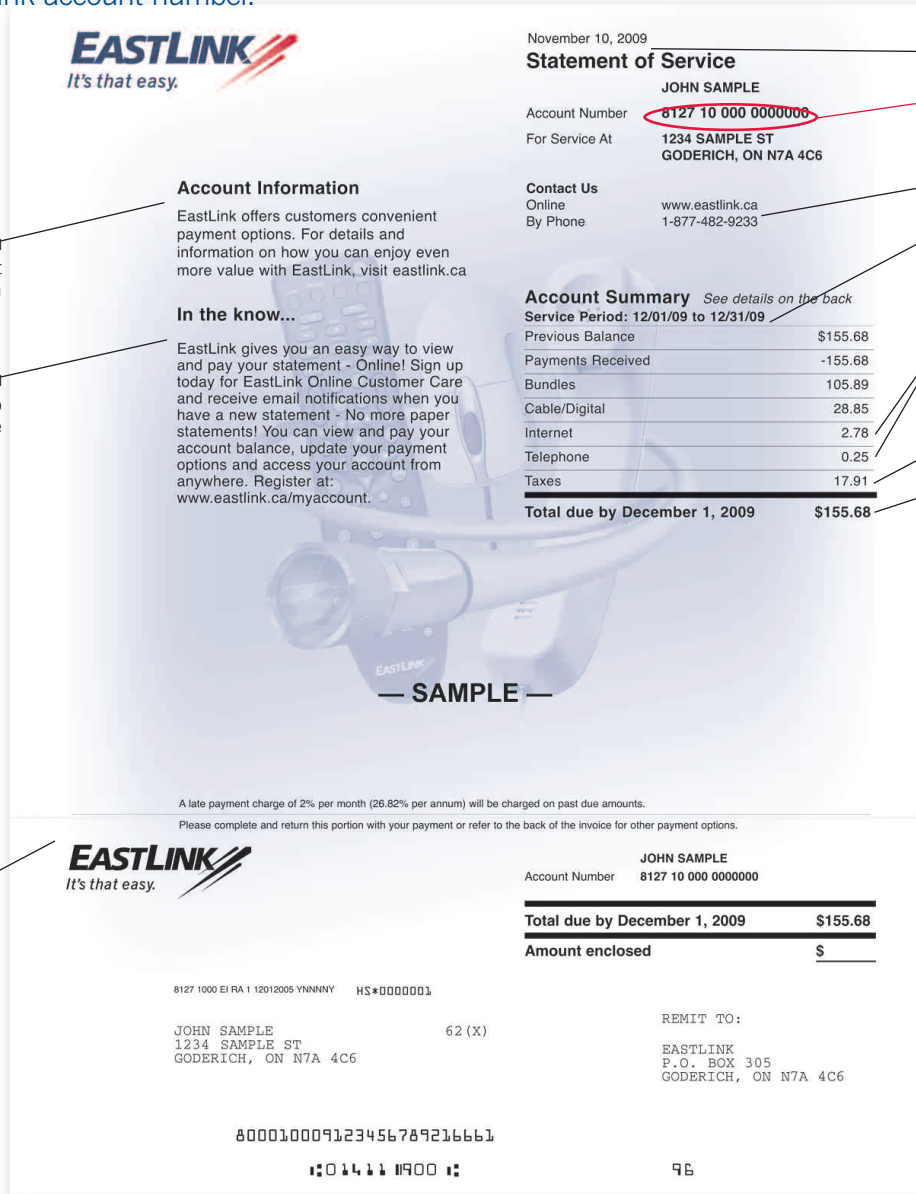 account number.
EASTLINK
It's that easy.
November 10, 2009
Statement of Service
JOHN SAMPLE
Account Number 8127 10 000 0000000
For Service At 1234 SAMPLE ST
GODERICH, ON N7A 4C6
Contact Us
Online www.eastlink.ca
By Phone 1-877-482-9233
Account Information
EastLink offers customers convenient
payment options. For details and
information on how you can enjoy even
more value with EastLink, visit eastlink.ca
In the know...
EastLink gives you an easy way to view
and pay your statement - Online! Sign up
today for EastLink Online Customer Care
and receive email notifications when you
have a new statement - No more paper
statements! You can view and pay your
account balance, update your payment
options and access your account from
anywhere. Register at:
www.eastlink.ca/myaccount.
Account Summary See details on the back
Service Period: 12/01/09 to 12/31/09
Previous Balance $155.68
Payments Received -155.68
Bundles 105.89
Cable/Digital 28.85
Internet 2.78
Telephone 0.25
Taxes 17.91
Total due by December 1, 2009 $155.68
EASTLINK
— SAMPLE —
A late payment charge of 2% per month (26.82% per annum) will be charged on past due amounts.
Please complete and return this portion with your payment or refer to the back of the invoice for other payment options.
EASTLINK
It's that easy.
JOHN SAMPLE
Account Number 8127 10 000 0000000
Total due by December 1, 2009 $155.68
Amount enclosed $
8127 1000 EI RA 1 12012005 YNNNNY HS*0000001
JOHN SAMPLE 62(X)
1234 SAMPLE ST
GODERICH, ON N7A 4C6
REMIT TO:
EASTLINK
P.O. BOX 305
GODERICH, ON N7A 4C6
800010009123456789216661
⑆01411⑈900⑆ 96